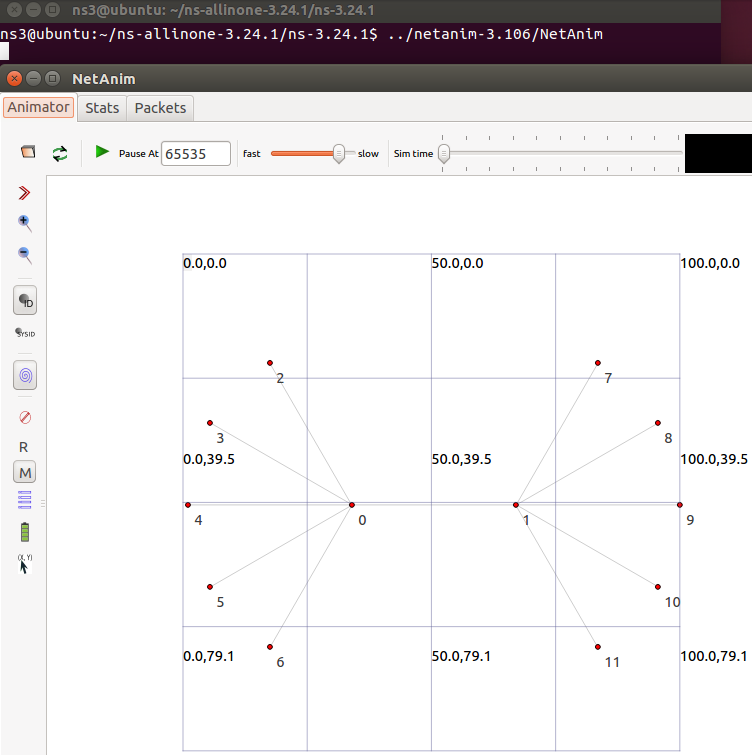 ns3@ubuntu: ~/ns-allinone-3.24.1/ns-3.24.1
ns3@ubuntu:~/ns-allinone-3.24.1/ns-3.24.1$ ../netanim-3.106/NetAnim
NetAnim
Animator Stats Packets
Pause At 65535 fast slow Sim time
ID
SYSID
R
M
(X, Y)
0.0,0.0 50.0,0.0 100.0,0.0
2 7
3 8
0.0,39.5 50.0,39.5 100.0,39.5
4 0 1 9
5 10
0.0,79.1 50.0,79.1 100.0,79.1
6 11